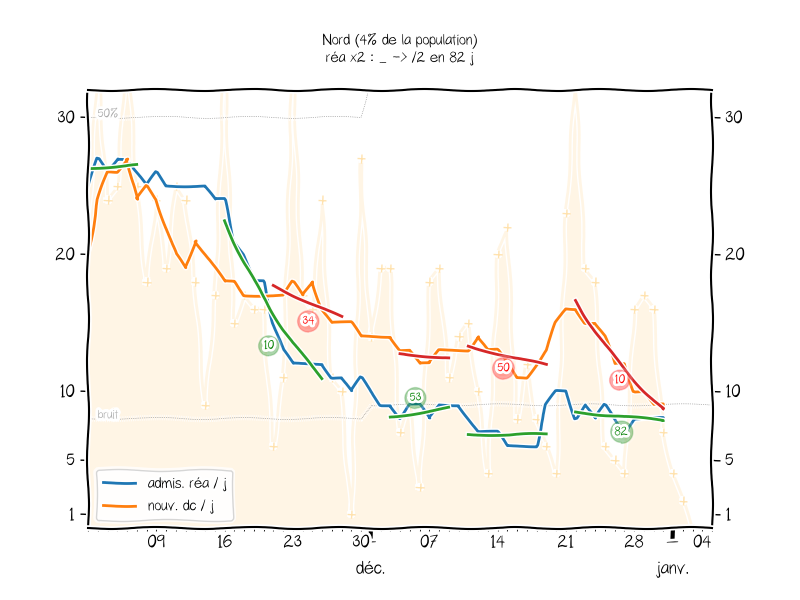 Nord (4% de la population)
réa x2 : _ -> /2 en 82 j
50%
30
30
20
20
34
10
53
50
10
10
10
bruit
82
5
5
admis. réa / j
nouv. dc / j
1
1
09 16 23 30 07 14 21 28 04
déc. janv.